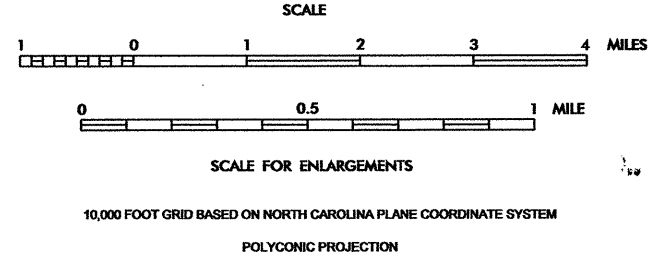 SCALE
1 0 1 2 3 4 MILES
0 0.5 1 MILE
SCALE FOR ENLARGEMENTS
10,000 FOOT GRID BASED ON NORTH CAROLINA PLANE COORDINATE SYSTEM
POLYCONIC PROJECTION